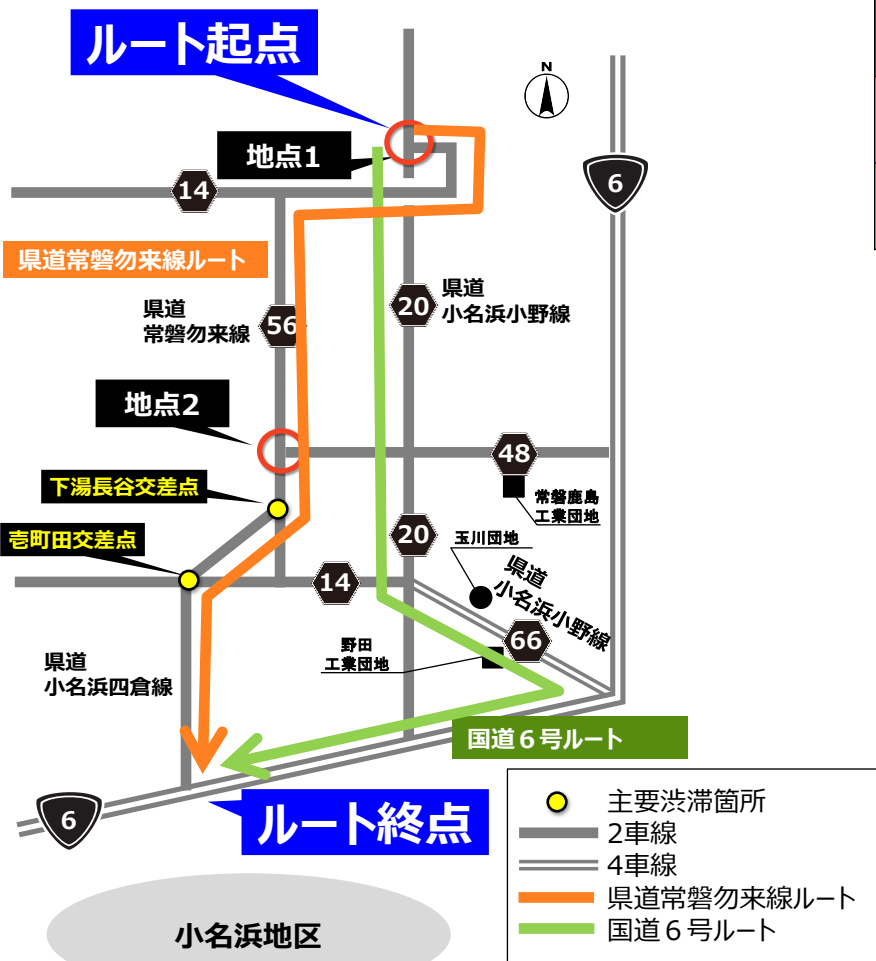 ルート起点
N
地点1
6
14
県道常磐勿来線ルート
県道
常磐勿来線
56
20
県道
小名浜小野線
地点2
48
下湯長谷交差点
常磐鹿島
工業団地
壱町田交差点
20
玉川団地
14
県道
小名浜小野線
66
野田
工業団地
県道
小名浜四倉線
国道６号ルート
6
ルート終点
主要渋滞箇所
2車線
4車線
県道常磐勿来線ルート
国道６号ルート
小名浜地区